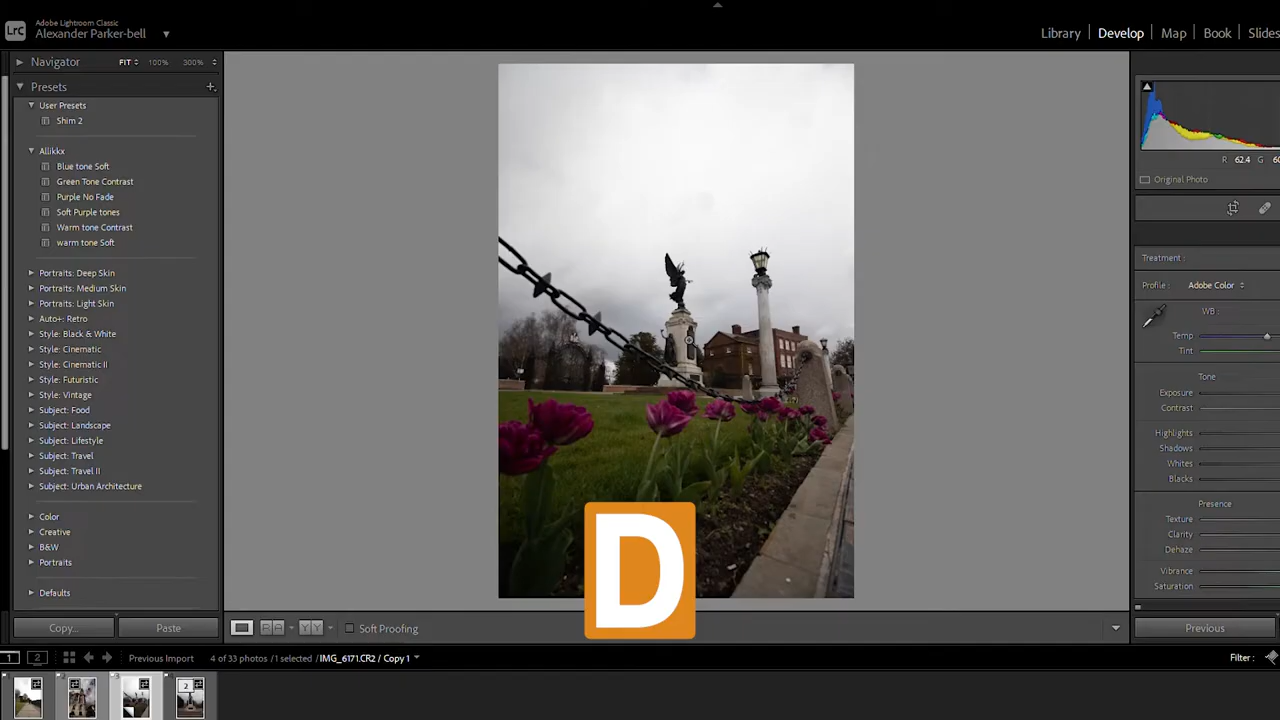 Adobe Lightroom Classic
LrC
Alexander Parker-bell
Library
Develop
Map
Book
Slides
Navigator
FIT
100%
300%
Presets
User Presets
Shim 2
Allikkx
Blue tone Soft
Green Tone Contrast
Purple No Fade
Soft Purple tones
Warm tone Contrast
warm tone Soft
Portraits: Deep Skin
Portraits: Medium Skin
Portraits: Light Skin
Auto+: Retro
Style: Black & White
Style: Cinematic
Style: Cinematic II
Style: Futuristic
Style: Vintage
Subject: Food
Subject: Landscape
Subject: Lifestyle
Subject: Travel
Subject: Travel II
Subject: Urban Architecture
Color
Creative
B&W
Portraits
Defaults
Copy...
Paste
D
Soft Proofing
R 62.4 G 60
Original Photo
Treatment :
Profile : Adobe Color
WB :
Temp
Tint
Tone
Exposure
Contrast
Highlights
Shadows
Whites
Blacks
Presence
Texture
Clarity
Dehaze
Vibrance
Saturation
Previous
1
2
Previous Import
4 of 33 photos / 1 selected / IMG_6171.CR2 / Copy 1
Filter :
2